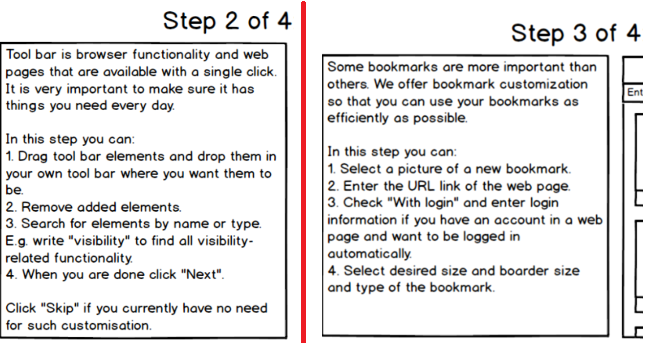 Step 2 of 4
Tool bar is browser functionality and web
pages that are available with a single click.
It is very important to make sure it has
things you need every day.
In this step you can:
1. Drag tool bar elements and drop them in
your own tool bar where you want them to
be.
2. Remove added elements.
3. Search for elements by name or type.
E.g. write "visibility" to find all visibility-
related functionality.
4. When you are done click "Next".
Click "Skip" if you currently have no need
for such customisation.
Step 3 of 4
Some bookmarks are more important than
others. We offer bookmark customization
so that you can use your bookmarks as
efficiently as possible.
In this step you can:
1. Select a picture of a new bookmark.
2. Enter the URL link of the web page.
3. Check "With login" and enter login
information if you have an account in a web
page and want to be logged in
automatically.
4. Select desired size and boarder size
and type of the bookmark.
Ent